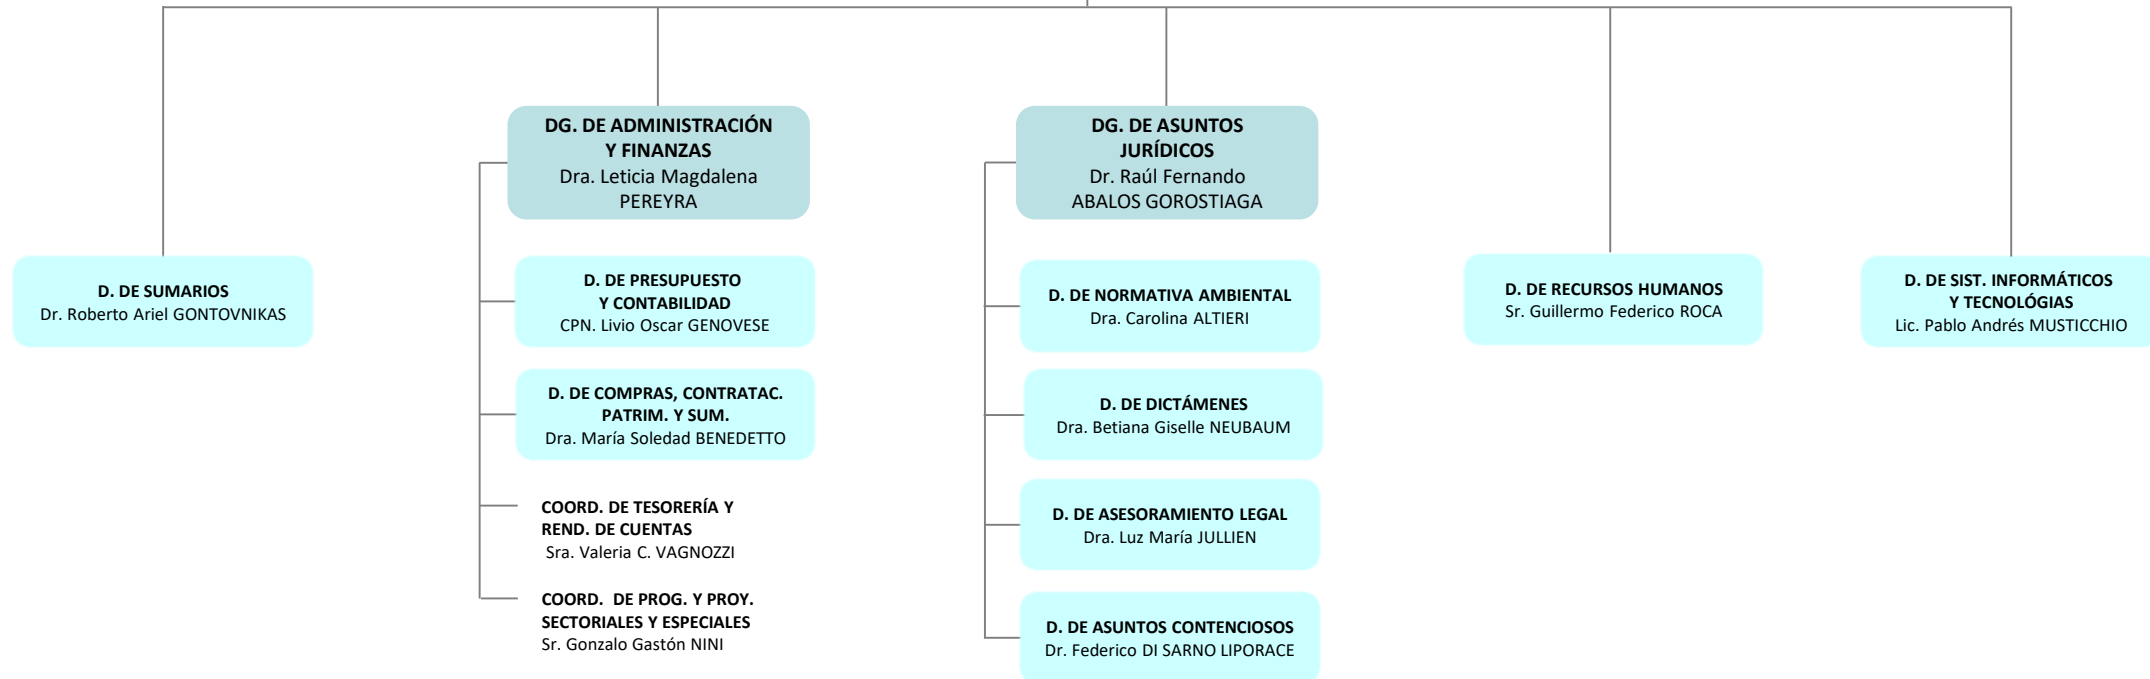 D. DE SUMARIOS
Dr. Roberto Ariel GONTOVNIKAS
DG. DE ADMINISTRACIÓN
Y FINANZAS
Dra. Leticia Magdalena
PEREYRA
D. DE PRESUPUESTO
Y CONTABILIDAD
CPN. Livio Oscar GENOVESE
D. DE COMPRAS, CONTRATAC.
PATRIM. Y SUM.
Dra. María Soledad BENEDETTO
COORD. DE TESORERÍA Y
REND. DE CUENTAS
Sra. Valeria C. VAGNOZZI
COORD. DE PROG. Y PROY.
SECTORIALES Y ESPECIALES
Sr. Gonzalo Gastón NINI
DG. DE ASUNTOS
JURÍDICOS
Dr. Raúl Fernando
ABALOS GOROSTIAGA
D. DE NORMATIVA AMBIENTAL
Dra. Carolina ALTIERI
D. DE DICTÁMENES
Dra. Betiana Giselle NEUBAUM
D. DE ASESORAMIENTO LEGAL
Dra. Luz María JULLIEN
D. DE ASUNTOS CONTENCIOSOS
Dr. Federico DI SARNO LIPORACE
D. DE RECURSOS HUMANOS
Sr. Guillermo Federico ROCA
D. DE SIST. INFORMÁTICOS
Y TECNOLÓGIAS
Lic. Pablo Andrés MUSTICCHIO